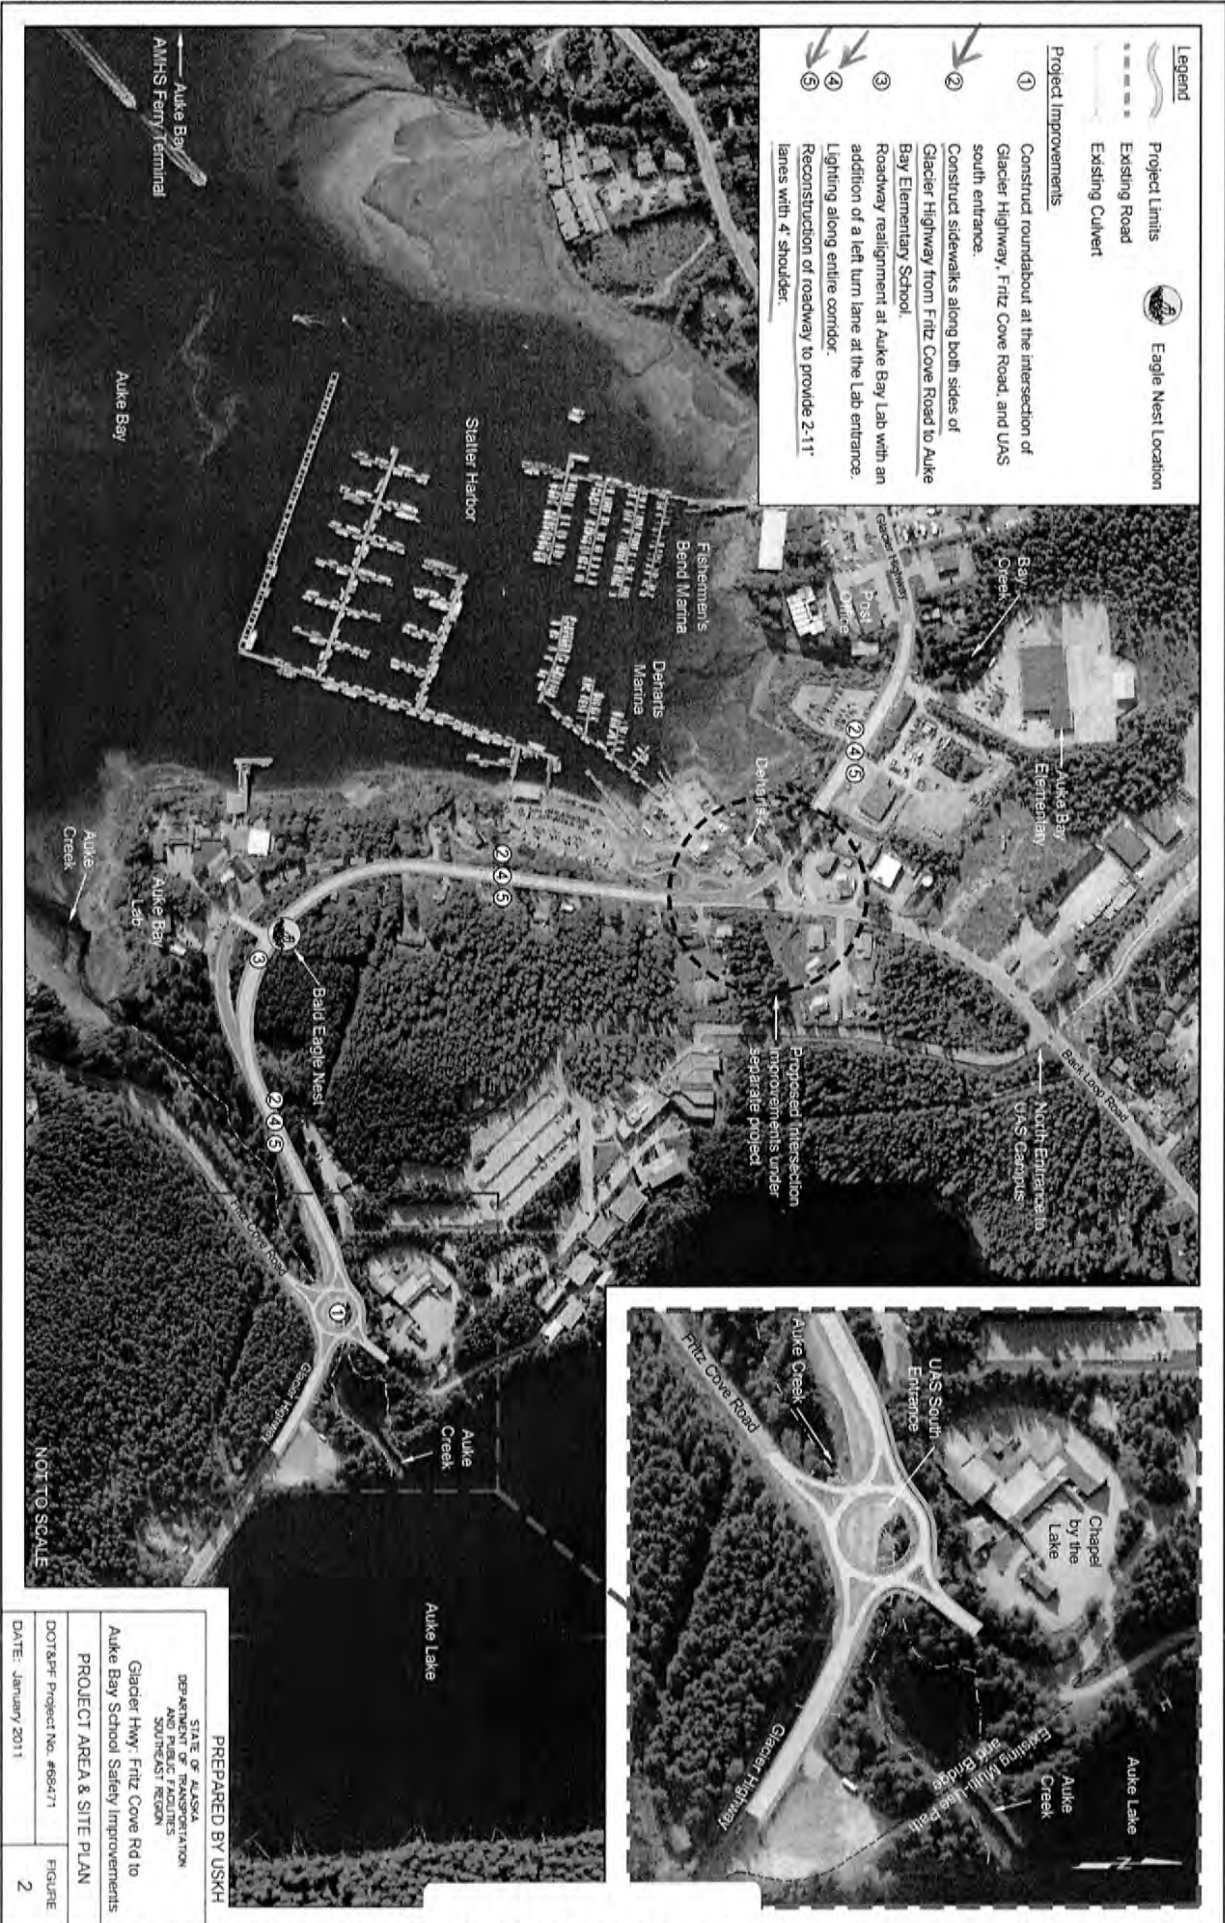 Legend
Project Limits
Eagle Nest Location
Existing Road
Existing Culvert
Project Improvements
① Construct roundabout at the intersection of
Glacier Highway, Fritz Cove Road, and UAS
south entrance.
② Construct sidewalks along both sides of
Glacier Highway from Fritz Cove Road to Auke
Bay Elementary School.
③ Roadway realignment at Auke Bay Lab with an
addition of a left turn lane at the Lab entrance.
④ Lighting along entire corridor.
⑤ Reconstruction of roadway to provide 2-11'
lanes with 4' shoulder.
Auke Bay
AMHS Ferry Terminal
Auke Bay
Statter Harbor
Fishermen's
Bend Marina
Deharts
Marina
Glacier Highway
Post
Office
Bay
Creek
Auke Bay
Elementary
②④⑤
Deharts
②④⑤
Auke
Creek
Auke Bay
Lab
③
Bald Eagle Nest
Proposed Intersection
Improvements under
separate project
Back Loop Road
North Entrance to
UAS Campus
②④⑤
Fritz Cove Road
①
Glacier Highway
Auke
Creek
NOT TO SCALE
Auke Lake
Fritz Cove Road
Auke Creek
UAS South
Entrance
Chapel
by the
Lake
Glacier Highway
Existing Multi-Use Path
and Bridge
Auke
Creek
Auke Lake
N
PREPARED BY USKH
STATE OF ALASKA
DEPARTMENT OF TRANSPORTATION
AND PUBLIC FACILITIES
SOUTHEAST REGION
Glacier Hwy: Fritz Cove Rd to
Auke Bay School Safety Improvements
PROJECT AREA & SITE PLAN
DOT&PF Project No. #68471
DATE: January 2011
FIGURE
2